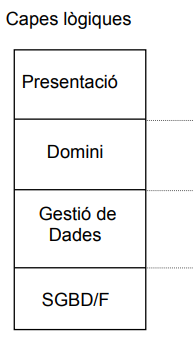 Capes lògiques
Presentació
Domini
Gestió de
Dades
SGBD/F